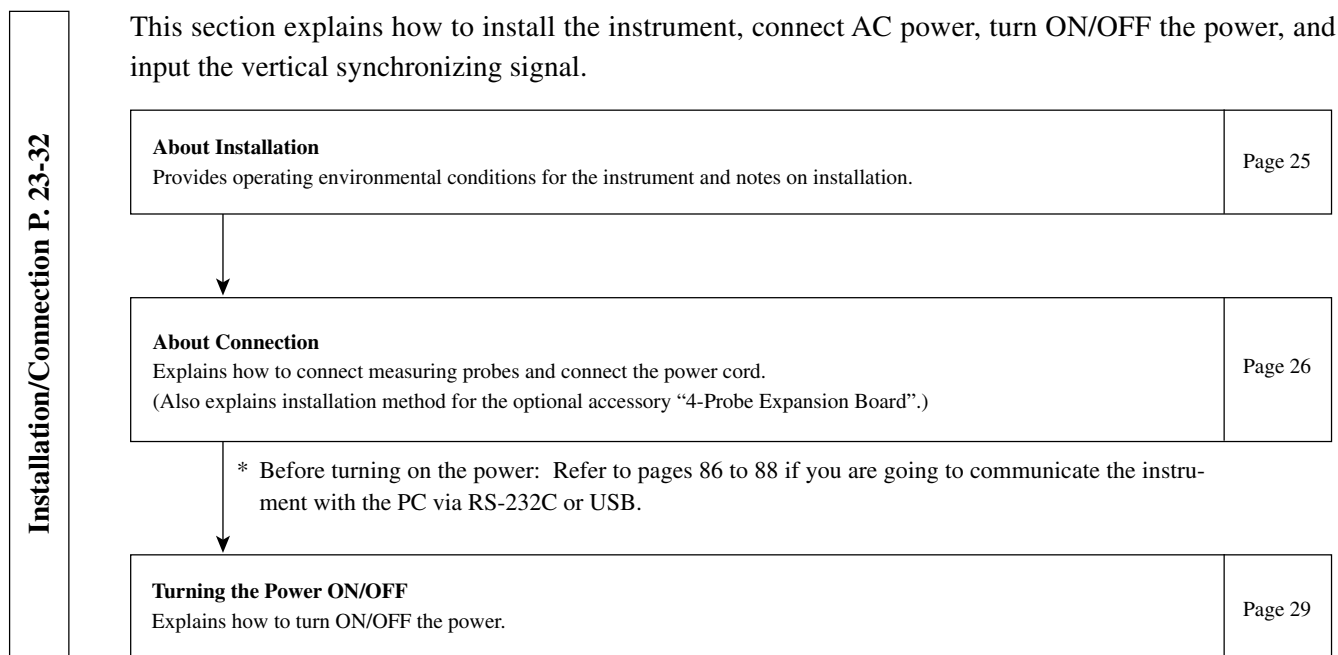 This section explains how to install the instrument, connect AC power, turn ON/OFF the power, and
input the vertical synchronizing signal.
Installation/Connection P. 23-32
About Installation
Provides operating environmental conditions for the instrument and notes on installation.
Page 25
About Connection
Explains how to connect measuring probes and connect the power cord.
(Also explains installation method for the optional accessory “4-Probe Expansion Board”.)
Page 26
* Before turning on the power: Refer to pages 86 to 88 if you are going to communicate the instru-
ment with the PC via RS-232C or USB.
Turning the Power ON/OFF
Explains how to turn ON/OFF the power.
Page 29